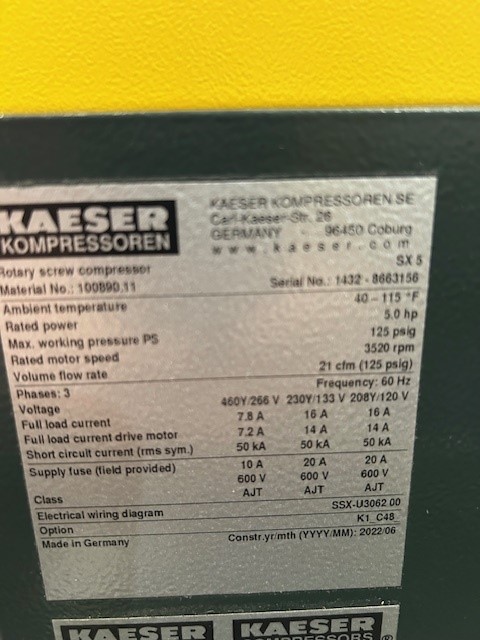 KAESER
KOMPRESSOREN
KAESER KOMPRESSOREN SE
Carl-Kaeser-Str. 26
GERMANY - 96450 Coburg
www.kaeser.com
Rotary screw compressor SX 5
Material No.: 100890.11 Serial No.: 1432 - 8663156
Ambient temperature 40 – 115 °F
Rated power 5.0 hp
Max. working pressure PS 125 psig
Rated motor speed 3520 rpm
Volume flow rate 21 cfm (125 psig)
Phases: 3 Frequency: 60 Hz
Voltage 460Y/266 V 230Y/133 V 208Y/120 V
Full load current 7.8 A 16 A 16 A
Full load current drive motor 7.2 A 14 A 14 A
Short circuit current (rms sym.) 50 kA 50 kA 50 kA
Supply fuse (field provided) 10 A 20 A 20 A
600 V 600 V 600 V
Class AJT AJT AJT
Electrical wiring diagram SSX-U3062.00
Option K1_C48
Made in Germany Constr.yr/mth (YYYY/MM): 2022/06
KAESER KAESER
COMPRESSORS ®